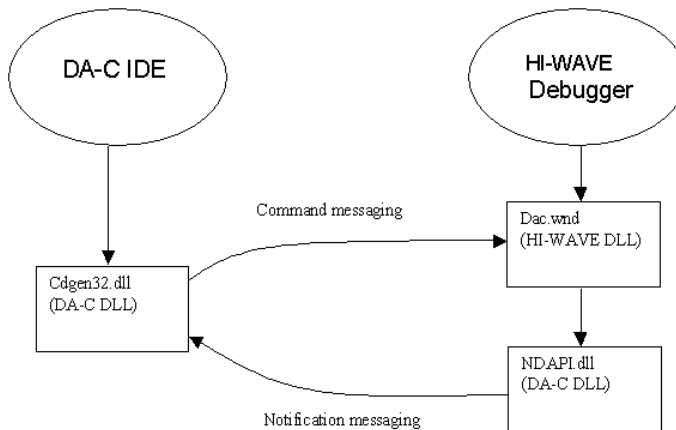 DA-C IDE
HI-WAVE
Debugger
Command messaging
Dac.wnd
(HI-WAVE DLL)
Cdgen32.dll
(DA-C DLL)
NDAPI.dll
(DA-C DLL)
Notification messaging